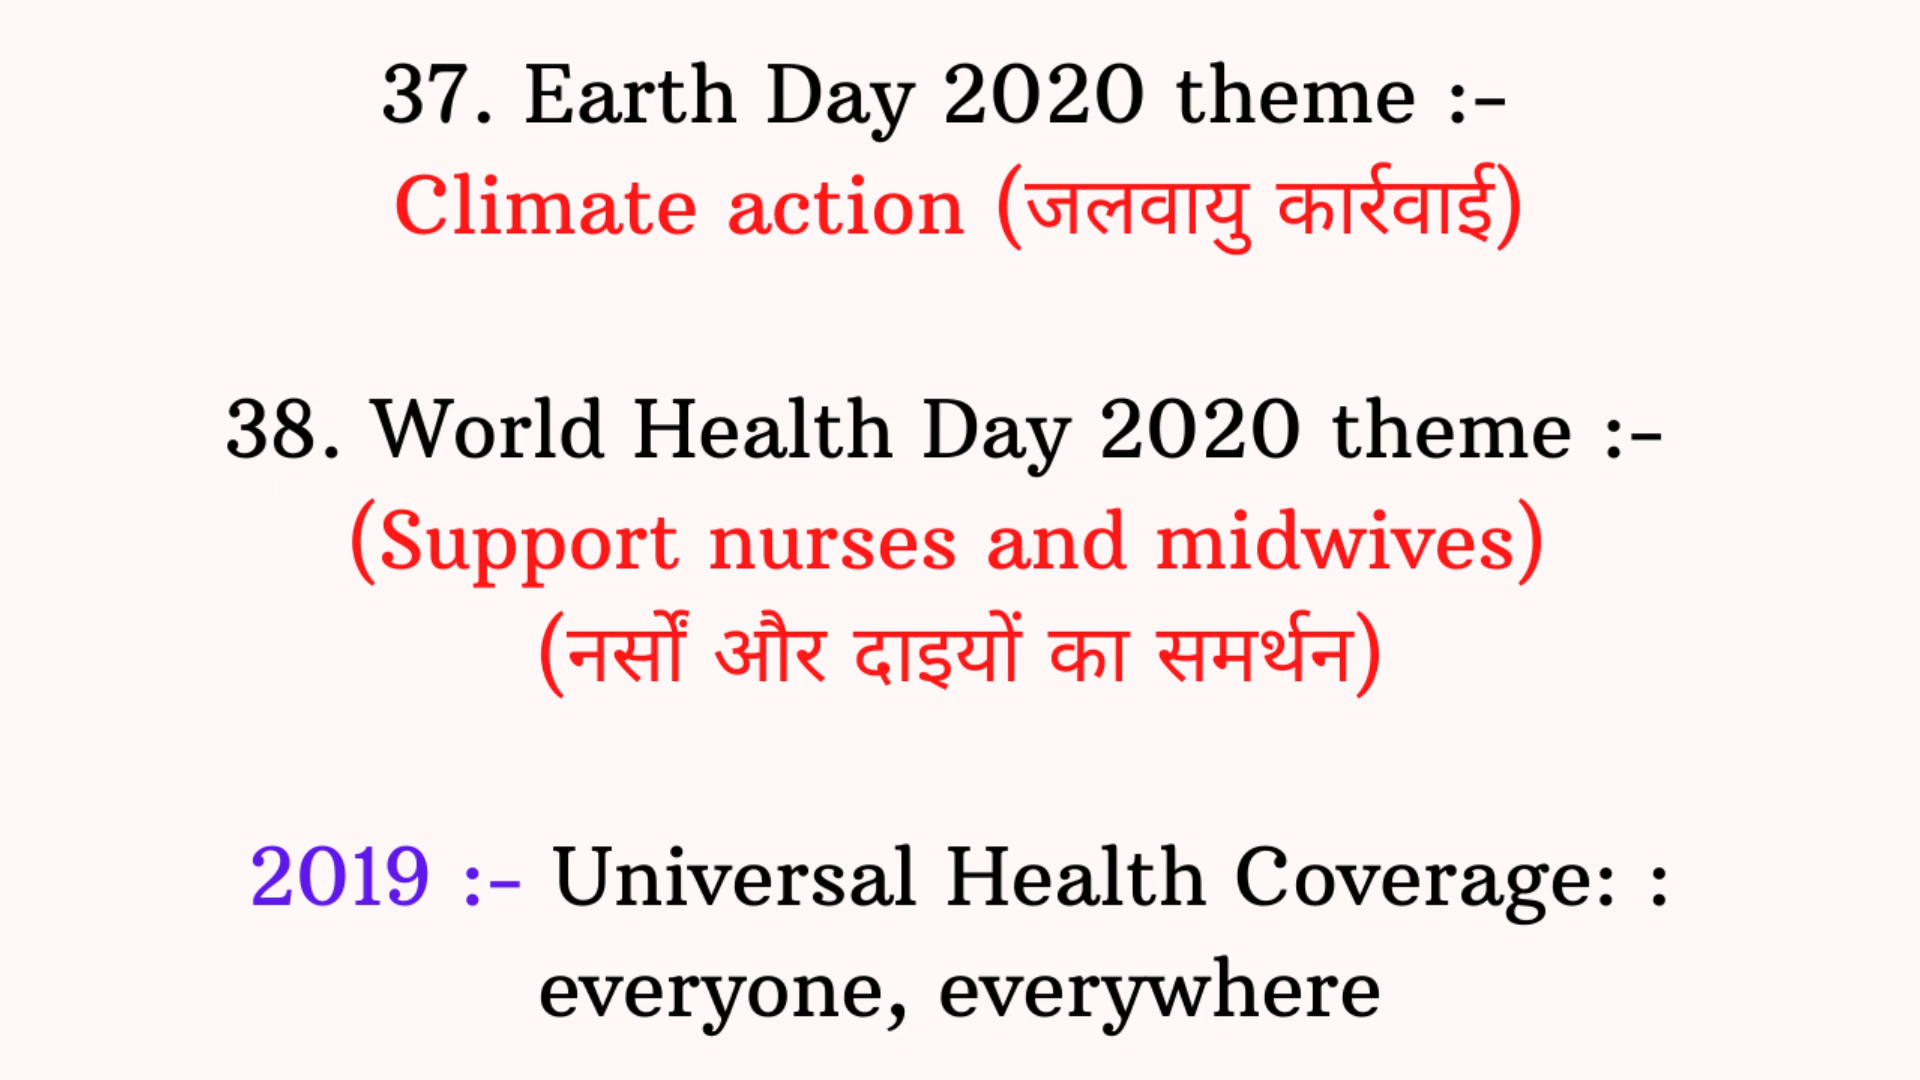 37. Earth Day 2020 theme :-
Climate action (जलवायु कार्रवाई)
38. World Health Day 2020 theme :-
(Support nurses and midwives)
(नर्सों और दाइयों का समर्थन)
2019 :- Universal Health Coverage: :
everyone, everywhere